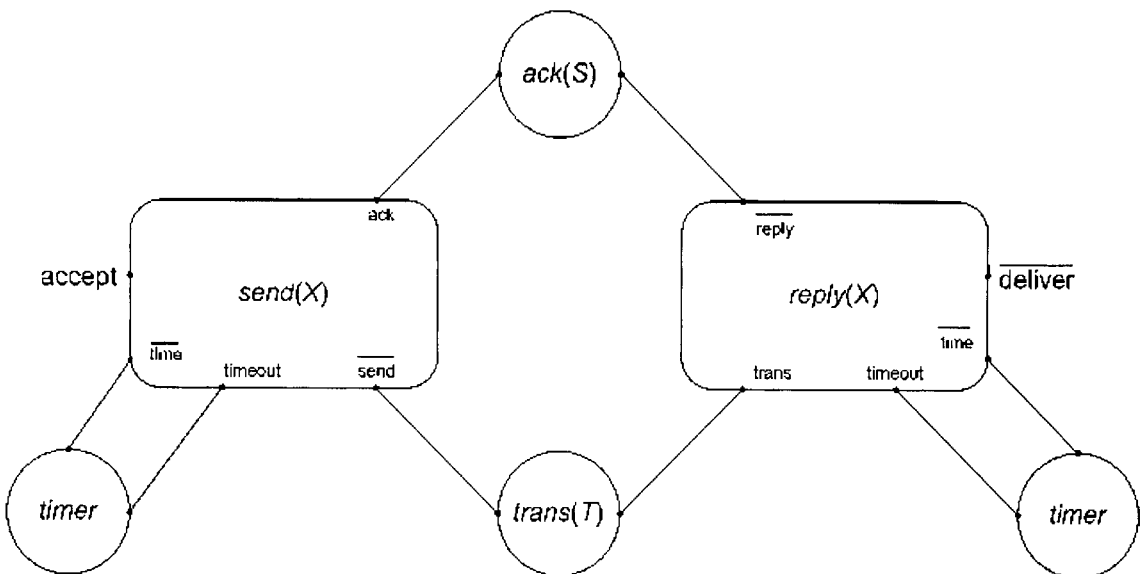 ack(S)
ack
reply
accept
send(X)
reply(X)
deliver
time
timeout
send
trans
timeout
time
timer
trans(T)
timer